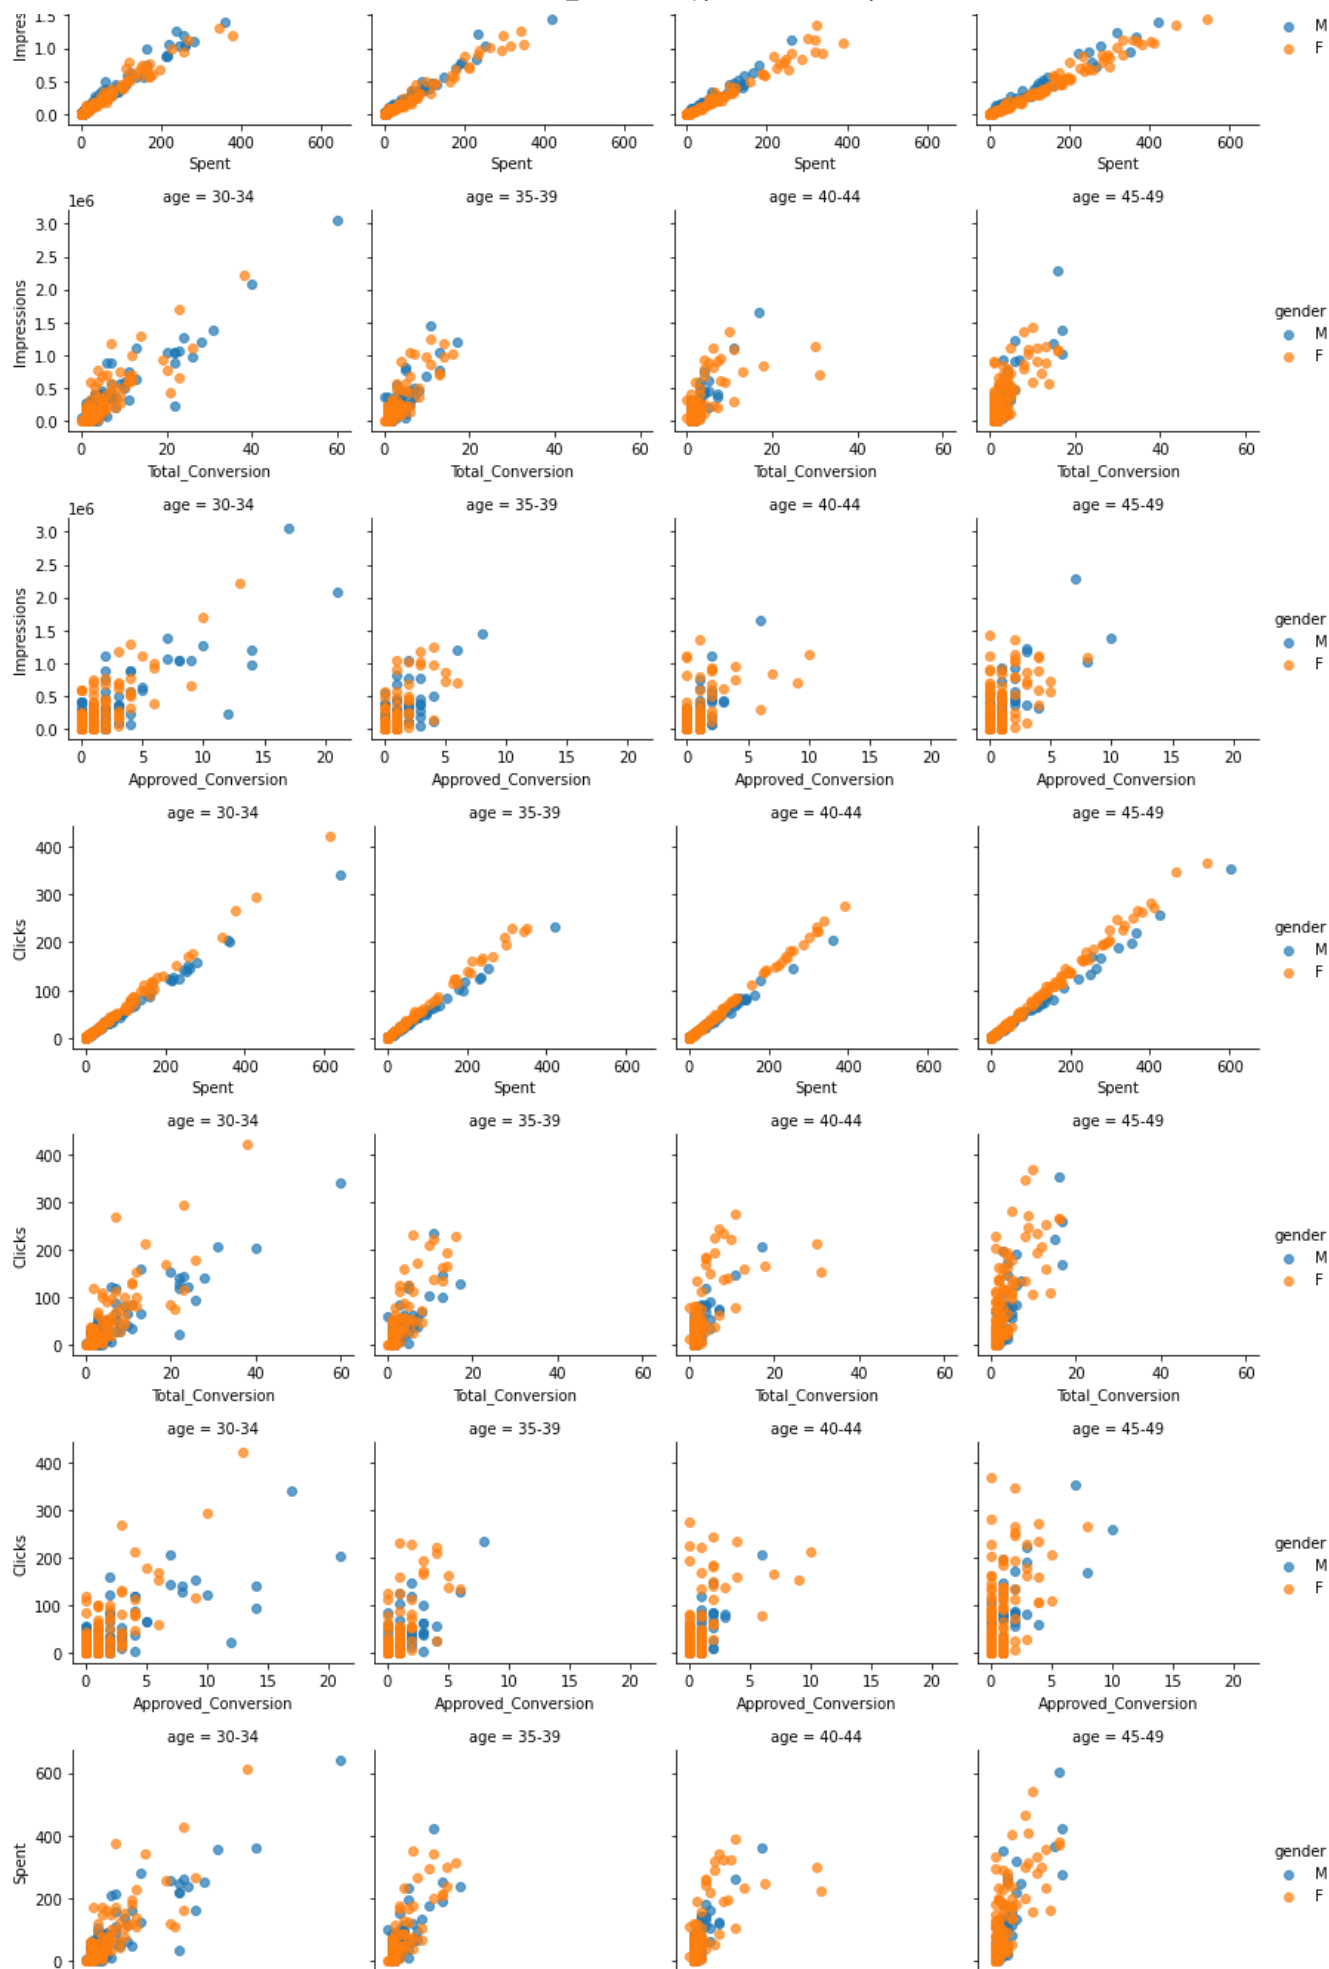 1.5
M
1.0
F
0.5
0.0
0 200 400 600 0 200 400 600 0 200 400 600 0 200 400 600
Spent Spent Spent Spent
1e6 age = 30-34 age = 35-39 age = 40-44 age = 45-49
3.0
2.5
2.0
Impressions
1.5
gender
M
1.0
F
0.5
0.0
0 20 40 60 0 20 40 60 0 20 40 60 0 20 40 60
Total_Conversion Total_Conversion Total_Conversion Total_Conversion
1e6 age = 30-34 age = 35-39 age = 40-44 age = 45-49
3.0
2.5
2.0
Impressions
1.5
gender
M
1.0
F
0.5
0.0
0 5 10 15 20 0 5 10 15 20 0 5 10 15 20 0 5 10 15 20
Approved_Conversion Approved_Conversion Approved_Conversion Approved_Conversion
age = 30-34 age = 35-39 age = 40-44 age = 45-49
400
300
Clicks
200
gender
M
F
100
0
0 200 400 600 0 200 400 600 0 200 400 600 0 200 400 600
Spent Spent Spent Spent
age = 30-34 age = 35-39 age = 40-44 age = 45-49
400
300
Clicks
200
gender
M
F
100
0
0 20 40 60 0 20 40 60 0 20 40 60 0 20 40 60
Total_Conversion Total_Conversion Total_Conversion Total_Conversion
age = 30-34 age = 35-39 age = 40-44 age = 45-49
400
300
Clicks
200
gender
M
F
100
0
0 5 10 15 20 0 5 10 15 20 0 5 10 15 20 0 5 10 15 20
Approved_Conversion Approved_Conversion Approved_Conversion Approved_Conversion
age = 30-34 age = 35-39 age = 40-44 age = 45-49
600
400
Spent
gender
M
F
200
0